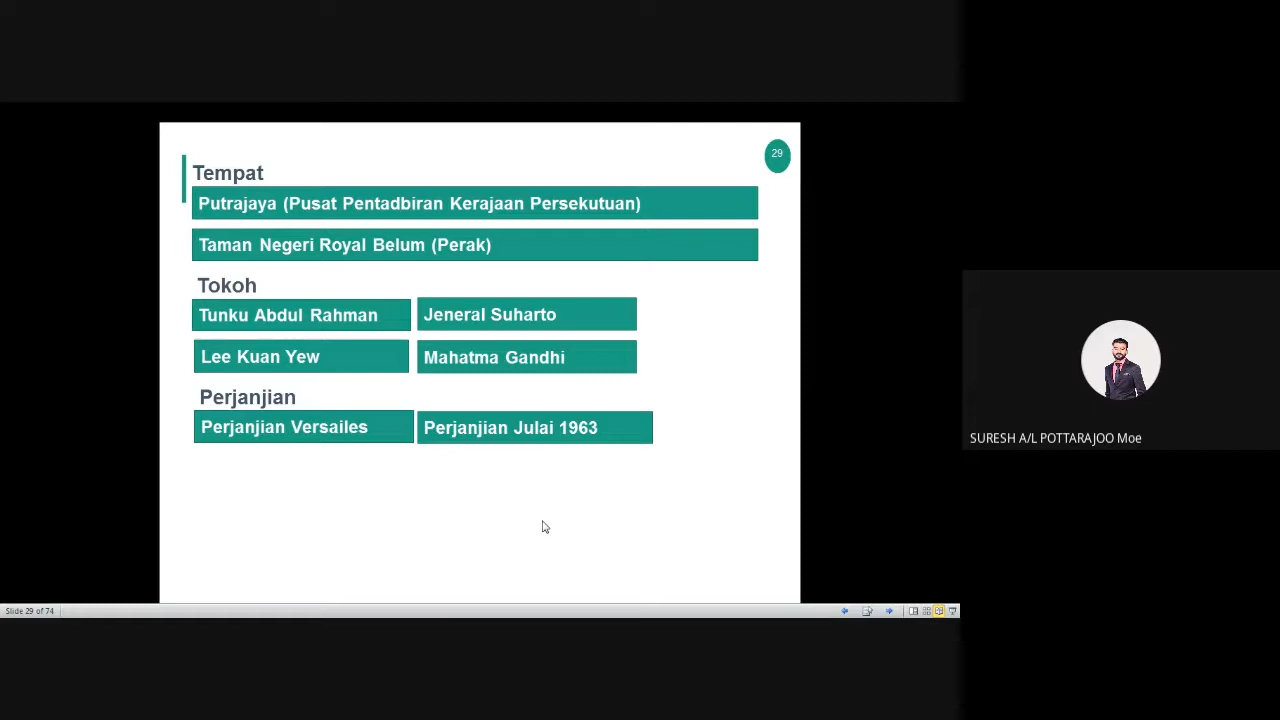 29
Tempat
Putrajaya (Pusat Pentadbiran Kerajaan Persekutuan)
Taman Negeri Royal Belum (Perak)
Tokoh
Tunku Abdul Rahman
Jeneral Suharto
Lee Kuan Yew
Mahatma Gandhi
Perjanjian
Perjanjian Versailes
Perjanjian Julai 1963
SURESH A/L POTTARAJOO Moe
Slide 29 of 74